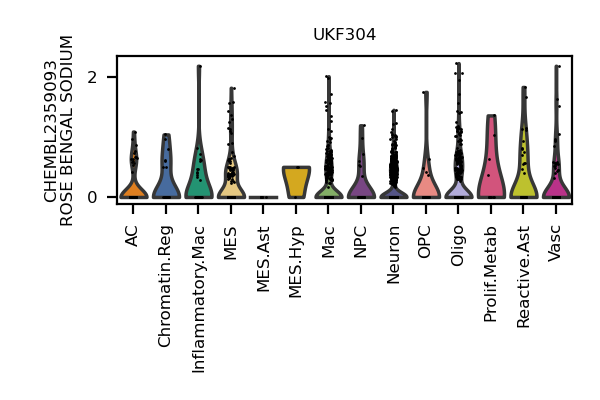 UKF304
CHEMBL2359093
ROSE BENGAL SODIUM
2
0
AC
Chromatin.Reg
Inflammatory.Mac
MES
MES.Ast
MES.Hyp
Mac
NPC
Neuron
OPC
Oligo
Prolif.Metab
Reactive.Ast
Vasc